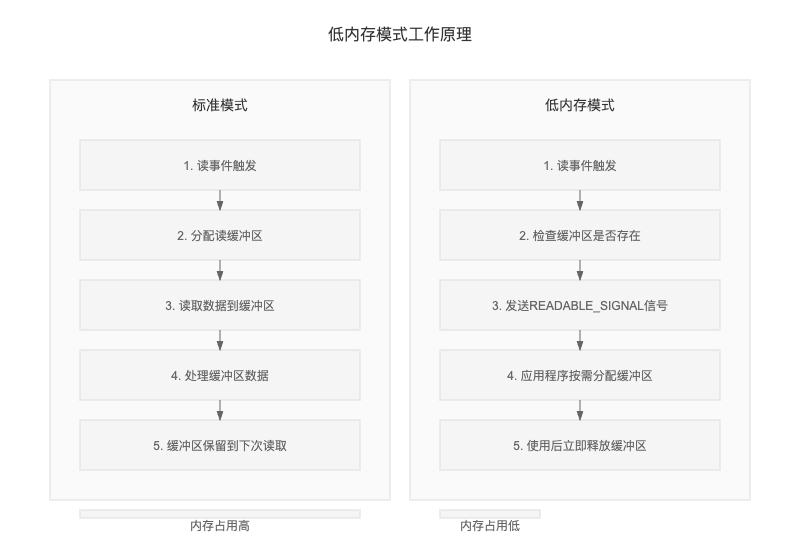 低内存模式工作原理
标准模式
1. 读事件触发
2. 分配读缓冲区
3. 读取数据到缓冲区
4. 处理缓冲区数据
5. 缓冲区保留到下次读取
内存占用高
低内存模式
1. 读事件触发
2. 检查缓冲区是否存在
3. 发送READABLE_SIGNAL信号
4. 应用程序按需分配缓冲区
5. 使用后立即释放缓冲区
内存占用低